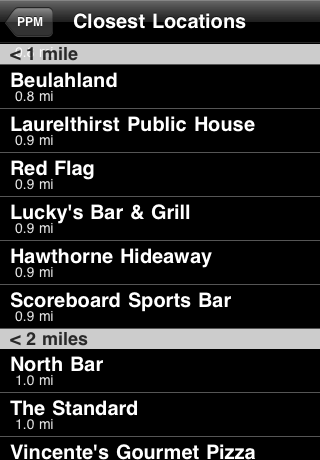 PPM
Closest Locations
< 1 mile
Beulahland
0.8 mi
Laurelthirst Public House
0.9 mi
Red Flag
0.9 mi
Lucky's Bar & Grill
0.9 mi
Hawthorne Hideaway
0.9 mi
Scoreboard Sports Bar
0.9 mi
< 2 miles
North Bar
1.0 mi
The Standard
1.0 mi
Vincente's Gourmet Pizza